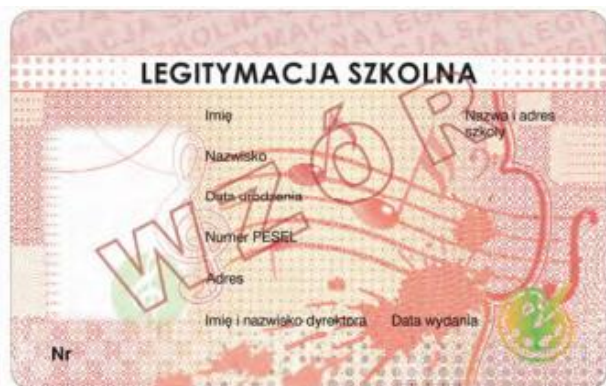 LEGITYMACJA SZKOLNA
Imię
Nazwa i adres
szkoły
Nazwisko
Data urodzenia
Numer PESEL
Adres
Imię i nazwisko dyrektora Data wydania
Nr
WZÓR